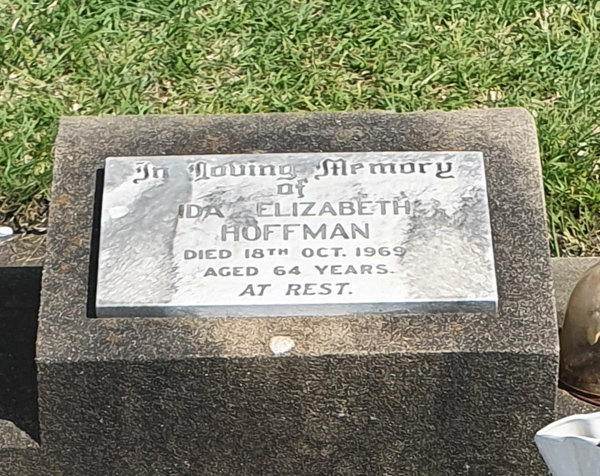 In Loving Memory
of
IDA ELIZABETH
HOFFMAN
DIED 18TH OCT. 1969
AGED 64 YEARS.
AT REST.